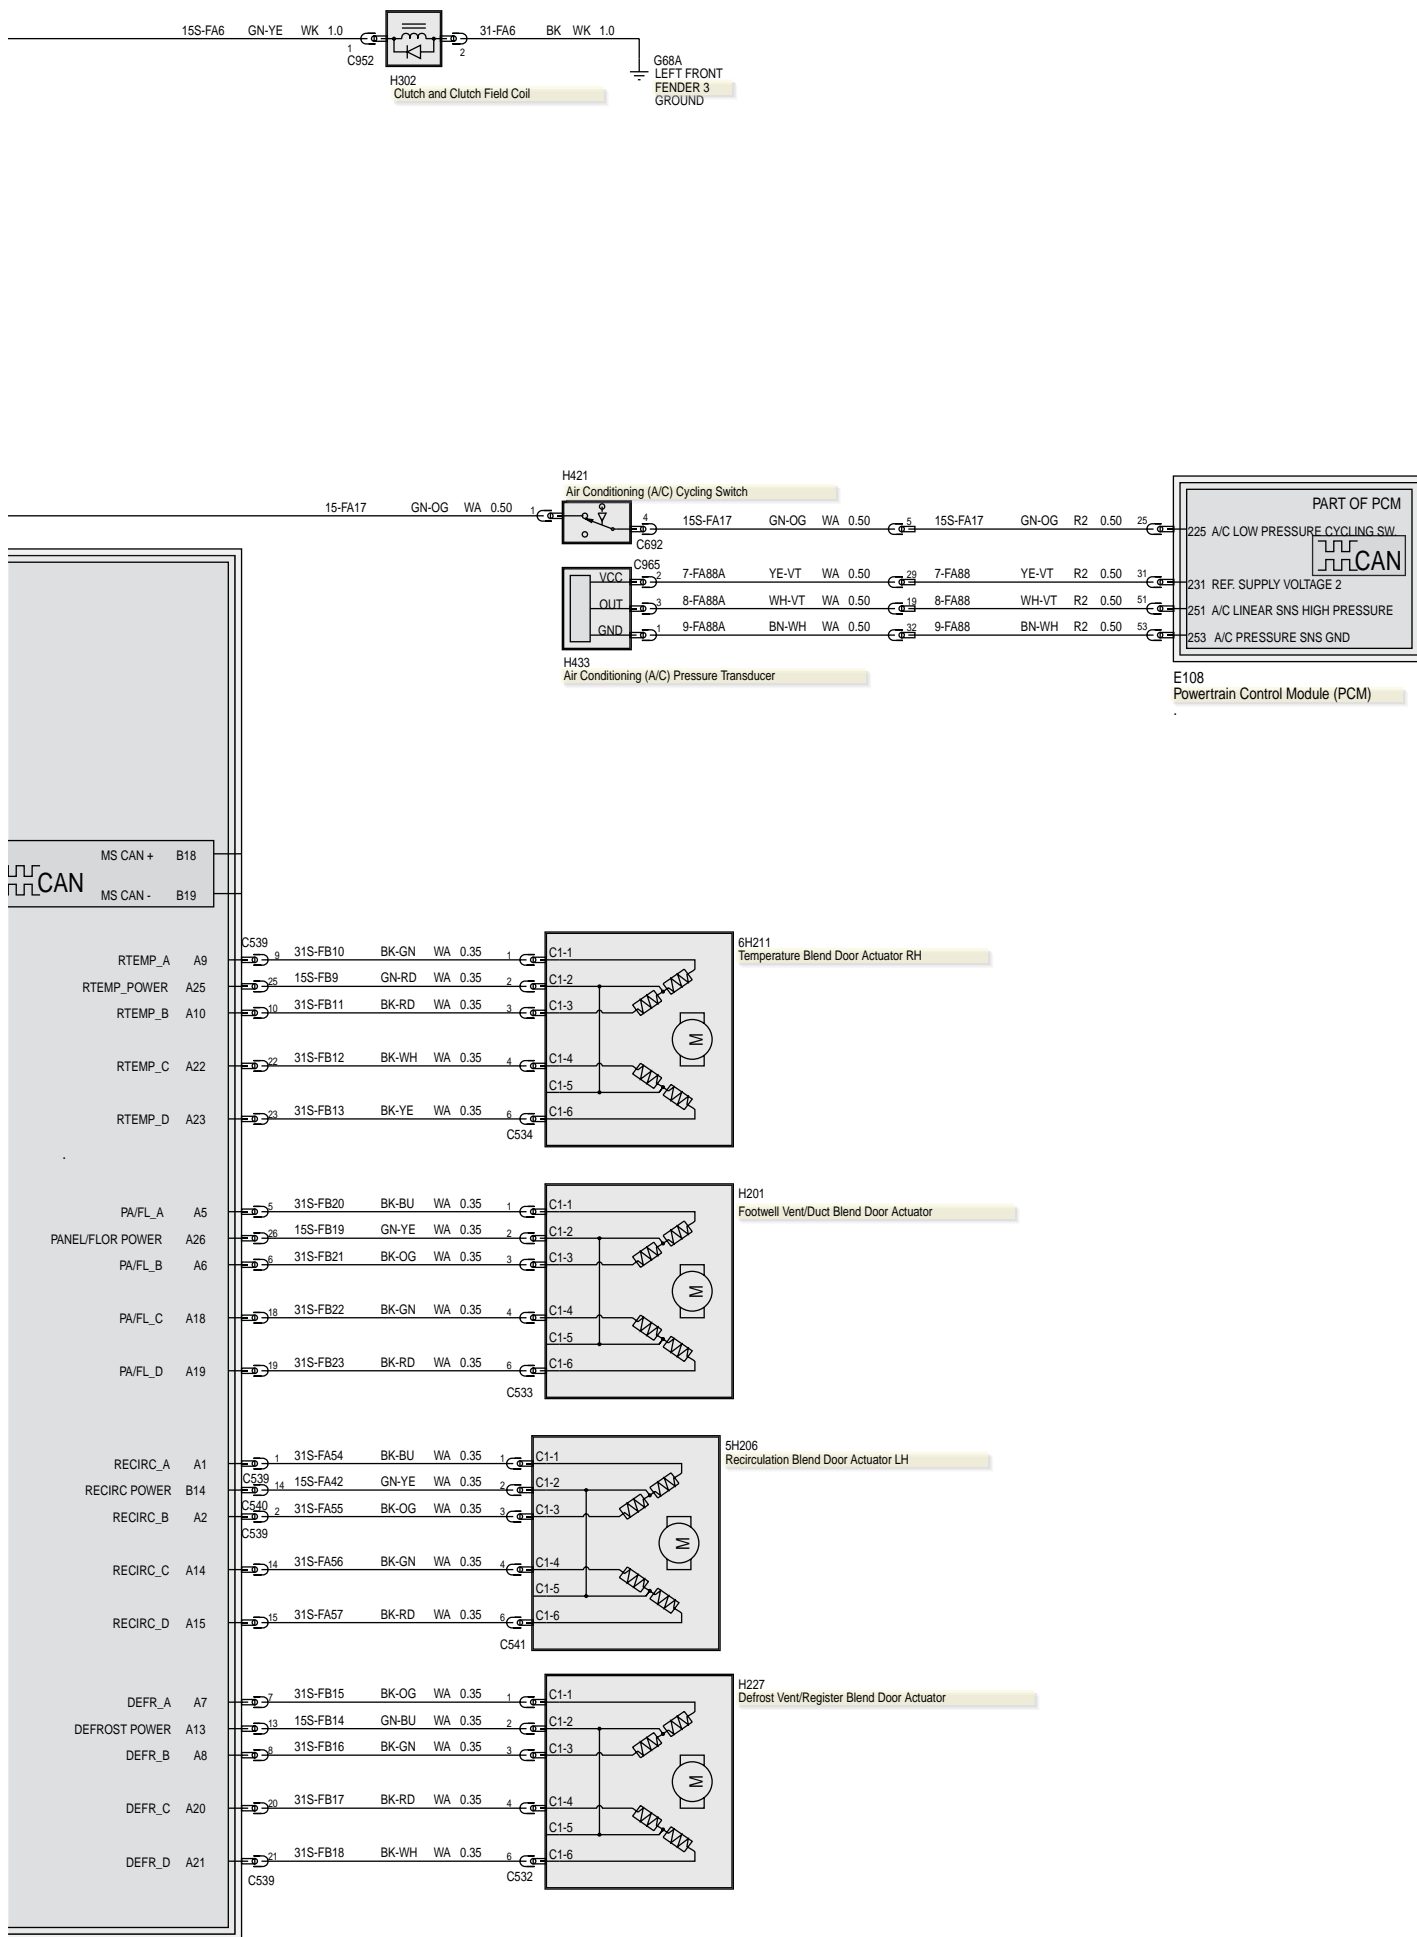 15S-FA6 GN-YE WK 1.0 1 C952 2 31-FA6 BK WK 1.0
H302
Clutch and Clutch Field Coil
G68A
LEFT FRONT
FENDER 3
GROUND
H421
Air Conditioning (A/C) Cycling Switch
15-FA17 GN-OG WA 0.50 1
4 15S-FA17 GN-OG WA 0.50 5 15S-FA17 GN-OG R2 0.50 25
C692
PART OF PCM
225 A/C LOW PRESSURE CYCLING SW.
CAN
C965
VCC 2 7-FA88A YE-VT WA 0.50 29 7-FA88 YE-VT R2 0.50 31 231 REF. SUPPLY VOLTAGE 2
OUT 3 8-FA88A WH-VT WA 0.50 19 8-FA88 WH-VT R2 0.50 51 251 A/C LINEAR SNS HIGH PRESSURE
GND 1 9-FA88A BN-WH WA 0.50 32 9-FA88 BN-WH R2 0.50 53 253 A/C PRESSURE SNS GND
H433
Air Conditioning (A/C) Pressure Transducer
E108
Powertrain Control Module (PCM)
.
MS CAN + B18
CAN
MS CAN - B19
C539
RTEMP_A A9 9 31S-FB10 BK-GN WA 0.35 1 C1-1
RTEMP_POWER A25 25 15S-FB9 GN-RD WA 0.35 2 C1-2
RTEMP_B A10 10 31S-FB11 BK-RD WA 0.35 3 C1-3
RTEMP_C A22 22 31S-FB12 BK-WH WA 0.35 4 C1-4
C1-5
RTEMP_D A23 23 31S-FB13 BK-YE WA 0.35 6 C1-6
C534
M
6H211
Temperature Blend Door Actuator RH
.
PA/FL_A A5 5 31S-FB20 BK-BU WA 0.35 1 C1-1
PANEL/FLOR POWER A26 26 15S-FB19 GN-YE WA 0.35 2 C1-2
PA/FL_B A6 6 31S-FB21 BK-OG WA 0.35 3 C1-3
PA/FL_C A18 18 31S-FB22 BK-GN WA 0.35 4 C1-4
C1-5
PA/FL_D A19 19 31S-FB23 BK-RD WA 0.35 6 C1-6
C533
M
H201
Footwell Vent/Duct Blend Door Actuator
RECIRC_A A1 1 31S-FA54 BK-BU WA 0.35 1 C1-1
C539
RECIRC POWER B14 14 15S-FA42 GN-YE WA 0.35 2 C1-2
C540
RECIRC_B A2 2 31S-FA55 BK-OG WA 0.35 3 C1-3
C539
RECIRC_C A14 14 31S-FA56 BK-GN WA 0.35 4 C1-4
C1-5
RECIRC_D A15 15 31S-FA57 BK-RD WA 0.35 6 C1-6
C541
M
5H206
Recirculation Blend Door Actuator LH
DEFR_A A7 7 31S-FB15 BK-OG WA 0.35 1 C1-1
DEFROST POWER A13 13 15S-FB14 GN-BU WA 0.35 2 C1-2
DEFR_B A8 8 31S-FB16 BK-GN WA 0.35 3 C1-3
DEFR_C A20 20 31S-FB17 BK-RD WA 0.35 4 C1-4
C1-5
DEFR_D A21 21 31S-FB18 BK-WH WA 0.35 6 C1-6
C539 C532
M
H227
Defrost Vent/Register Blend Door Actuator